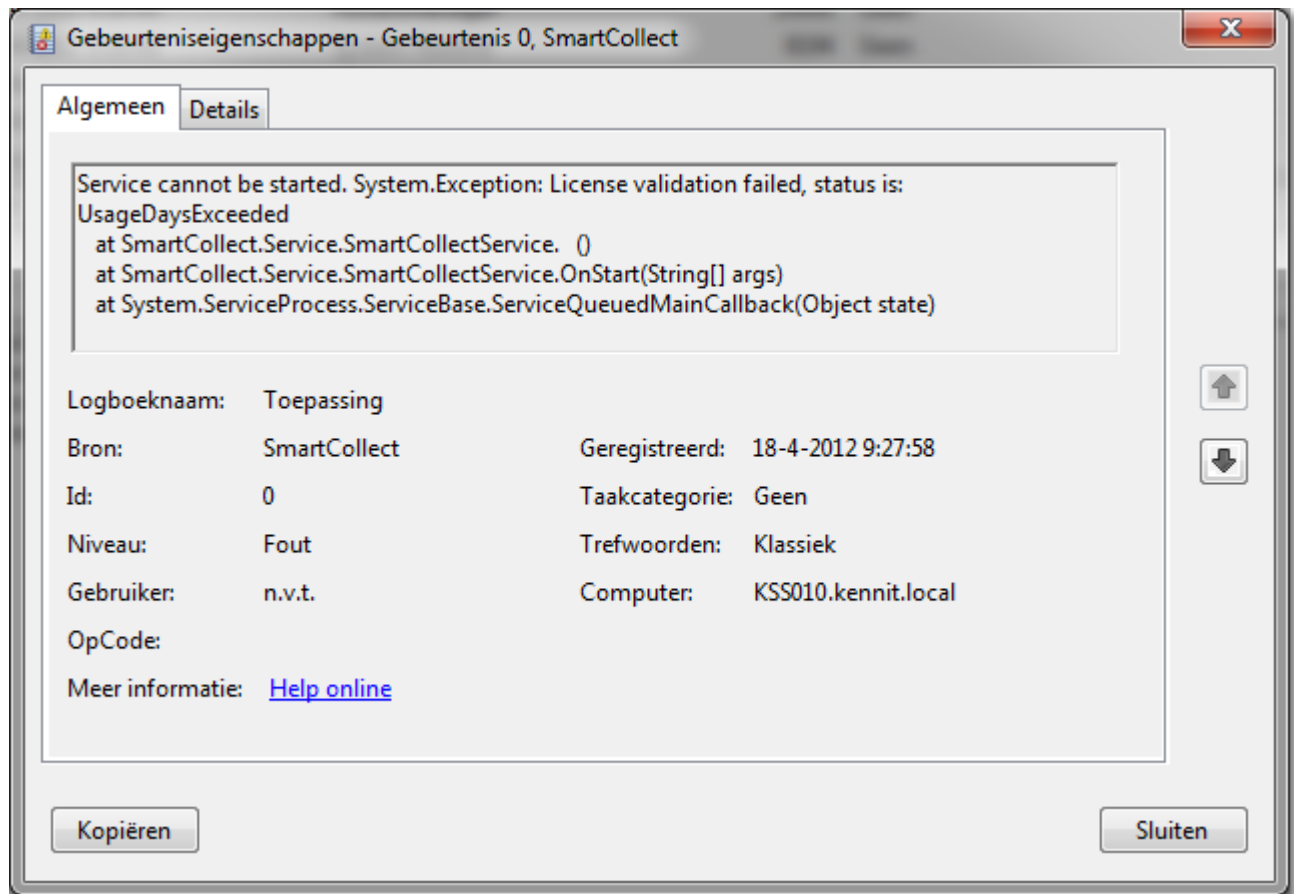 Gebeurteniseigenschappen - Gebeurtenis 0, SmartCollect
Algemeen
Details
Service cannot be started. System.Exception: License validation failed, status is:
UsageDaysExceeded
at SmartCollect.Service.SmartCollectService.   ()
at SmartCollect.Service.SmartCollectService.OnStart(String[] args)
at System.ServiceProcess.ServiceBase.ServiceQueuedMainCallback(Object state)
Logboeknaam: Toepassing
Bron: SmartCollect Geregistreerd: 18-4-2012 9:27:58
Id: 0 Taakcategorie: Geen
Niveau: Fout Trefwoorden: Klassiek
Gebruiker: n.v.t. Computer: KSS010.kennit.local
OpCode:
Meer informatie: Help online
Kopiëren Sluiten